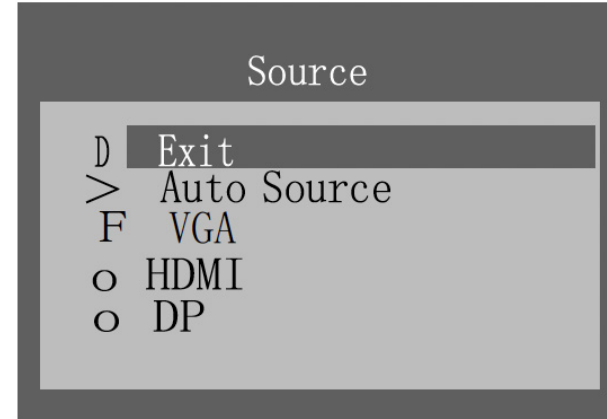 Source
D Exit
> Auto Source
F VGA
o HDMI
o DP